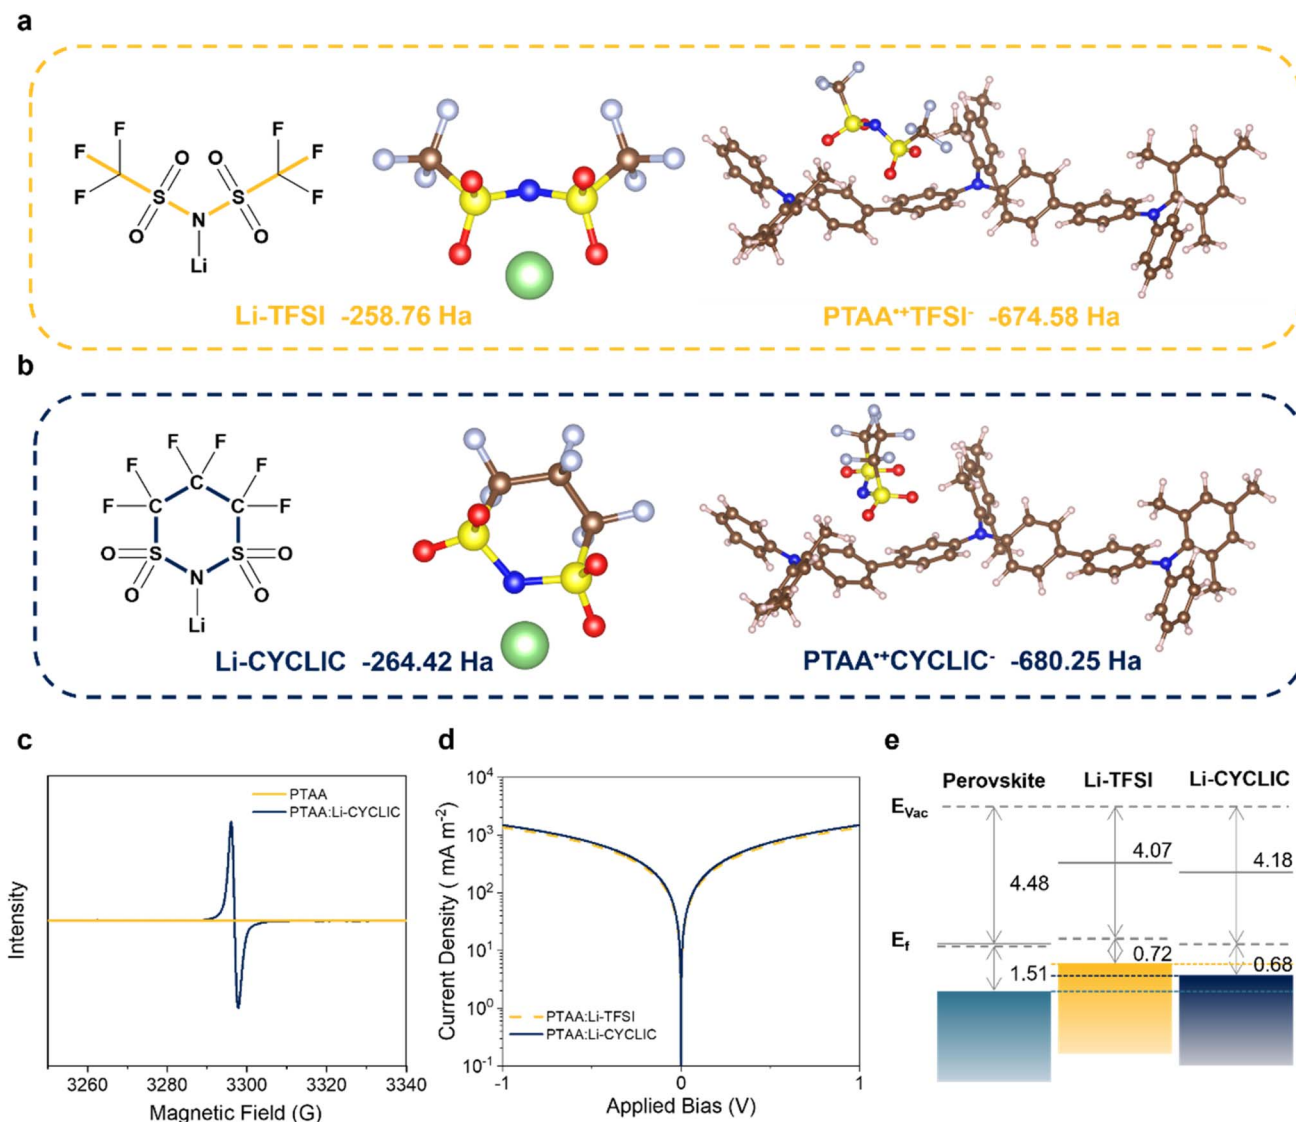 a
F
F
F
F
F
F
O
O
S
S
O
O
N
Li
Li-TFSI -258.76 Ha
PTAA•+TFSI- -674.58 Ha
b
F F
F C F
F C C F
O S S O
O N O
Li
Li-CYCLIC -264.42 Ha
PTAA•+CYCLIC- -680.25 Ha
c
PTAA
PTAA:Li-CYCLIC
Intensity
3260 3280 3300 3320 3340
Magnetic Field (G)
d
10^4
10^3
10^2
10^1
10^0
10^-1
Current Density ( mA m^-2)
PTAA:Li-TFSI
PTAA:Li-CYCLIC
-1 0 1
Applied Bias (V)
e
Perovskite Li-TFSI Li-CYCLIC
E_Vac
4.07
4.18
4.48
E_f
0.72
0.68
1.51